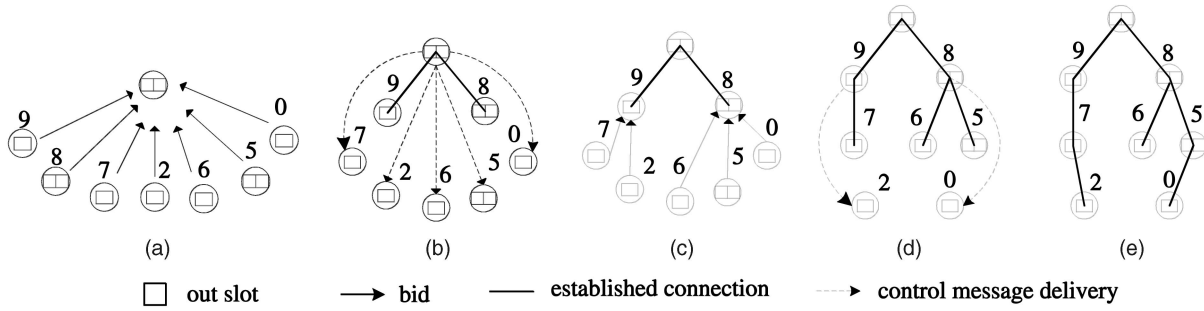 9 8 7 2 6 5 0
(a)
9 8 7 2 6 5 0
(b)
9 8 7 2 6 5 0
(c)
9 8 7 6 5 2 0
(d)
9 8 7 6 5 2 0
(e)
out slot
bid
established connection
control message delivery